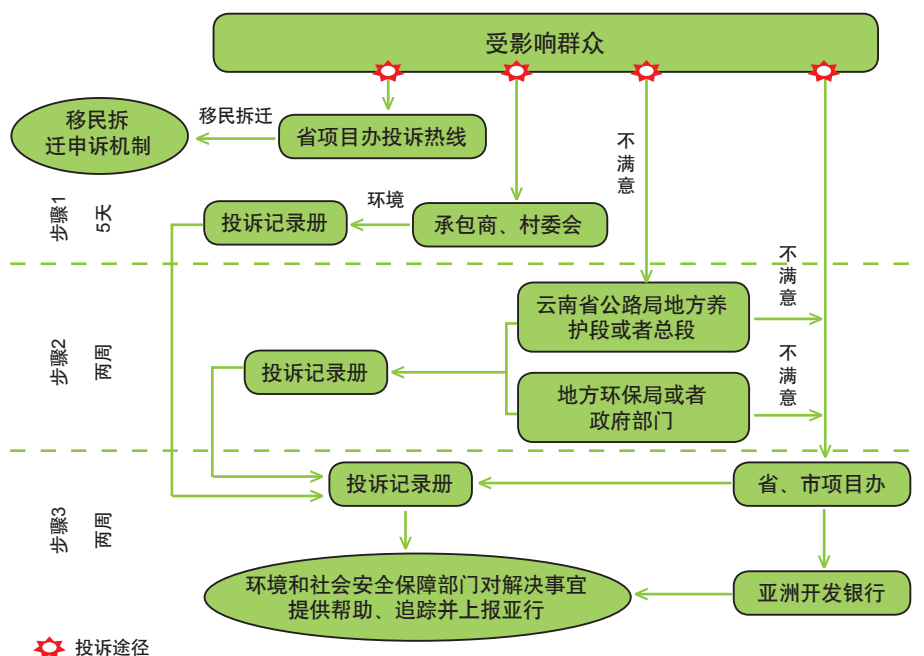 受影响群众
移民拆
迁申诉机制
移民拆迁
省项目办投诉热线
不满意
步骤1
5天
投诉记录册
环境
承包商、村委会
不满意
云南省公路局地方养
护段或者总段
步骤2
两周
投诉记录册
不满意
地方环保局或者
政府部门
投诉记录册
省、市项目办
步骤3
两周
环境和社会安全保障部门对解决事宜
提供帮助、追踪并上报亚行
亚洲开发银行
投诉途径